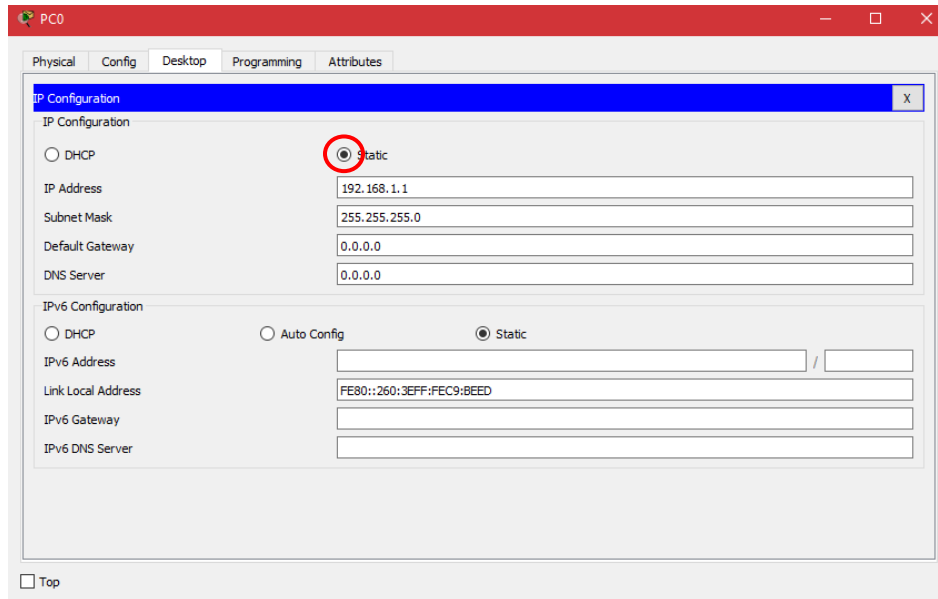 PC0
Physical Config Desktop Programming Attributes
IP Configuration X
IP Configuration
DHCP Static
IP Address 192.168.1.1
Subnet Mask 255.255.255.0
Default Gateway 0.0.0.0
DNS Server 0.0.0.0
IPv6 Configuration
DHCP Auto Config Static
IPv6 Address /
Link Local Address FE80::260:3EFF:FEC9:BEED
IPv6 Gateway
IPv6 DNS Server
Top